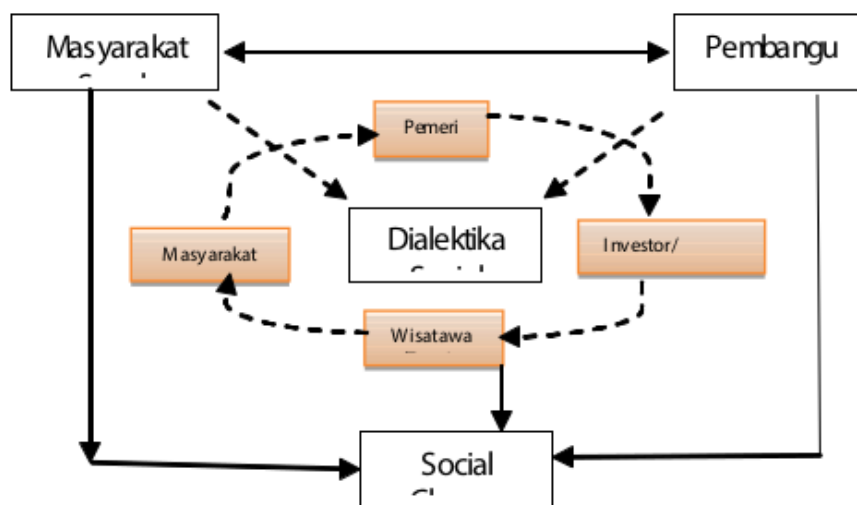 Masyarakat
Pembangu
Pemeri
Dialektika
Masyarakat
Investor/
Wisatawa
Social